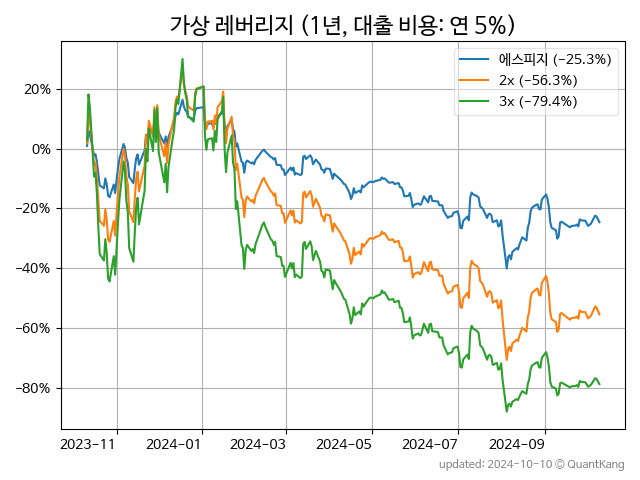 가상 레버리지 (1년, 대출 비용: 연 5%)
에스피지 (-25.3%)
2x (-56.3%)
3x (-79.4%)
20%
0%
-20%
-40%
-60%
-80%
2023-11
2024-01
2024-03
2024-05
2024-07
2024-09
updated: 2024-10-10 © QuantKang